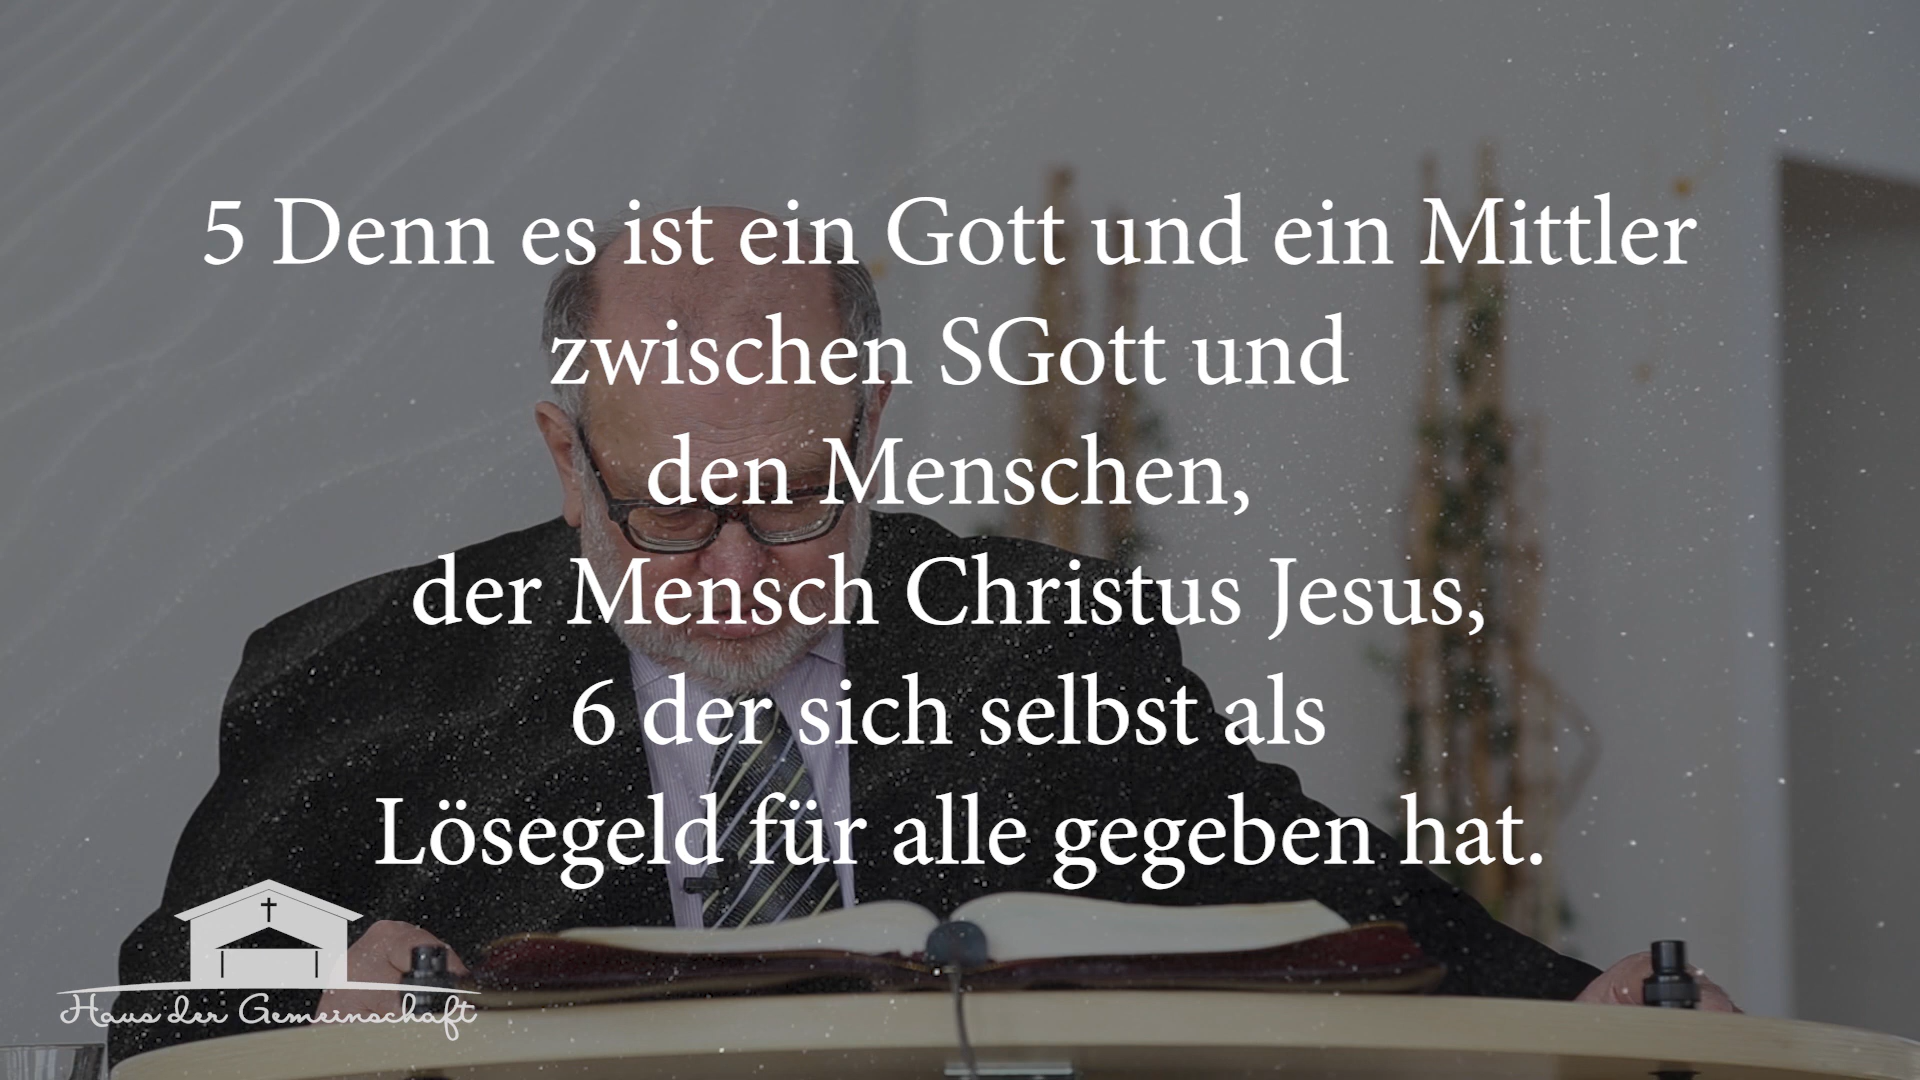 5 Denn es ist ein Gott und ein Mittler
zwischen SGott und
den Menschen,
der Mensch Christus Jesus,
6 der sich selbst als
Lösegeld für alle gegeben hat.
Haus der Gemeinschaft